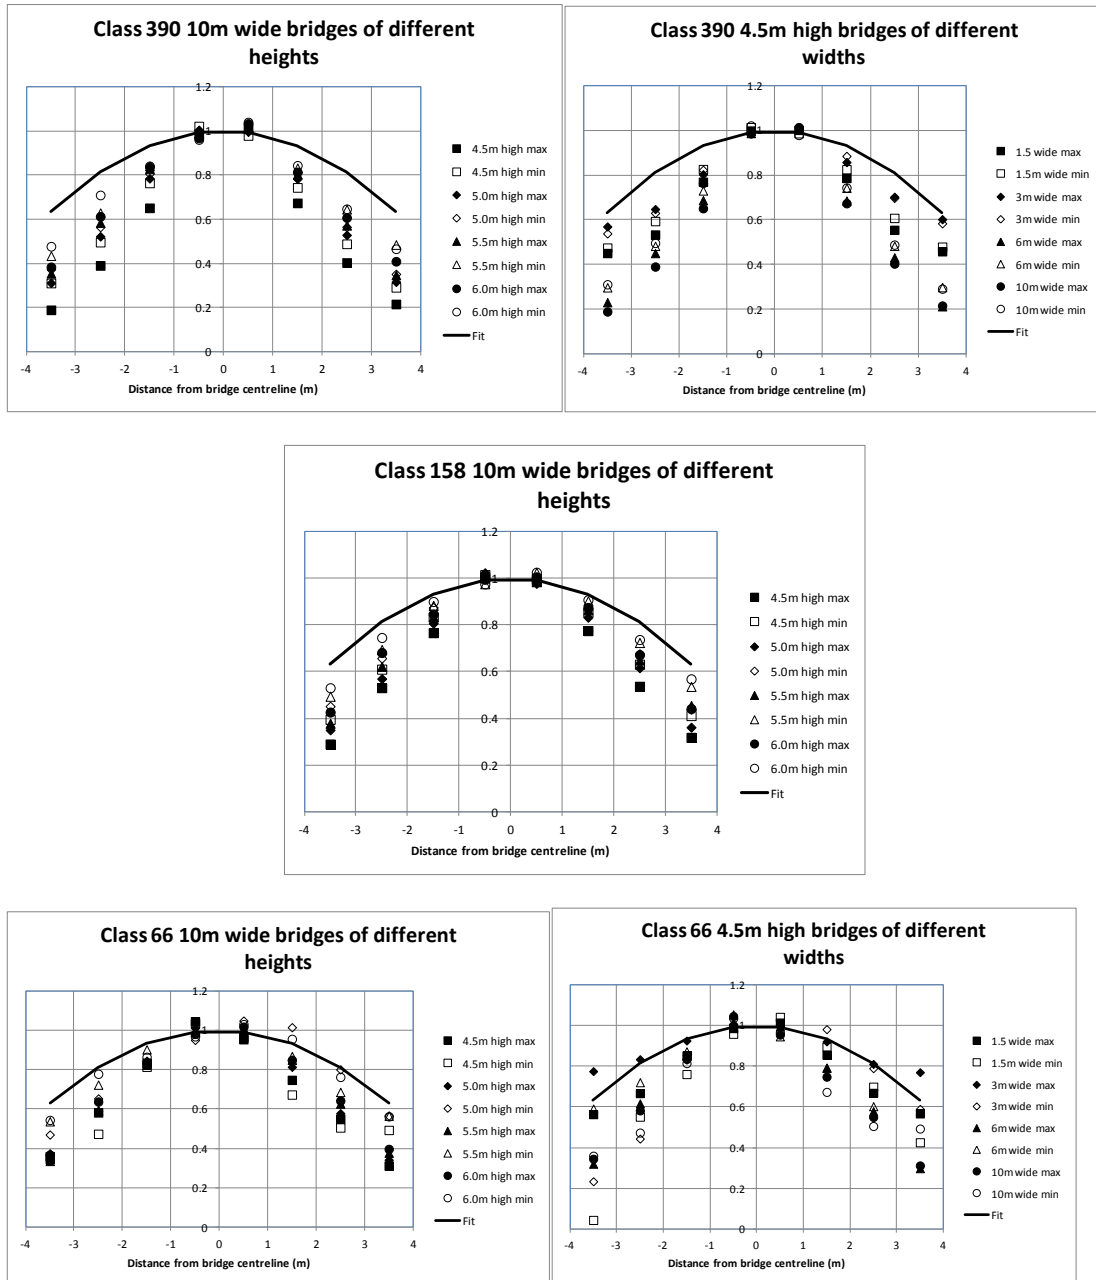 Class 390 10m wide bridges of different
heights
1.2
1
0.8
0.6
0.4
0.2
0
-4 -3 -2 -1 0 1 2 3 4
Distance from bridge centreline (m)
4.5m high max
4.5m high min
5.0m high max
5.0m high min
5.5m high max
5.5m high min
6.0m high max
6.0m high min
Fit
Class 390 4.5m high bridges of different
widths
1.2
1
0.8
0.6
0.4
0.2
0
-4 -3 -2 -1 0 1 2 3 4
Distance from bridge centreline (m)
1.5 wide max
1.5m wide min
3m wide max
3m wide min
6m wide max
6m wide min
10m wide max
10m wide min
Fit
Class 158 10m wide bridges of different
heights
1.2
1
0.8
0.6
0.4
0.2
0
-4 -3 -2 -1 0 1 2 3 4
Distance from bridge centreline (m)
4.5m high max
4.5m high min
5.0m high max
5.0m high min
5.5m high max
5.5m high min
6.0m high max
6.0m high min
Fit
Class 66 10m wide bridges of different
heights
1.2
1
0.8
0.6
0.4
0.2
0
-4 -3 -2 -1 0 1 2 3 4
Distance from bridge centreline (m)
4.5m high max
4.5m high min
5.0m high max
5.0m high min
5.5m high max
5.5m high min
6.0m high max
6.0m high min
Fit
Class 66 4.5m high bridges of different
widths
1.2
1
0.8
0.6
0.4
0.2
0
-4 -3 -2 -1 0 1 2 3 4
Distance from bridge centreline (m)
1.5 wide max
1.5m wide min
3m wide max
3m wide min
6m wide max
6m wide min
10m wide max
10m wide min
Fit